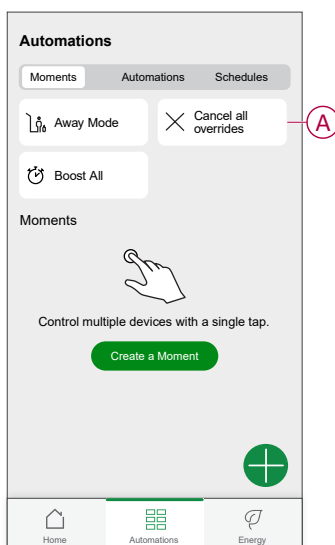 Automations
Moments Automations Schedules
Away Mode
Cancel all
overrides
A
Boost All
Moments
Control multiple devices with a single tap.
Create a Moment
Home Automations Energy